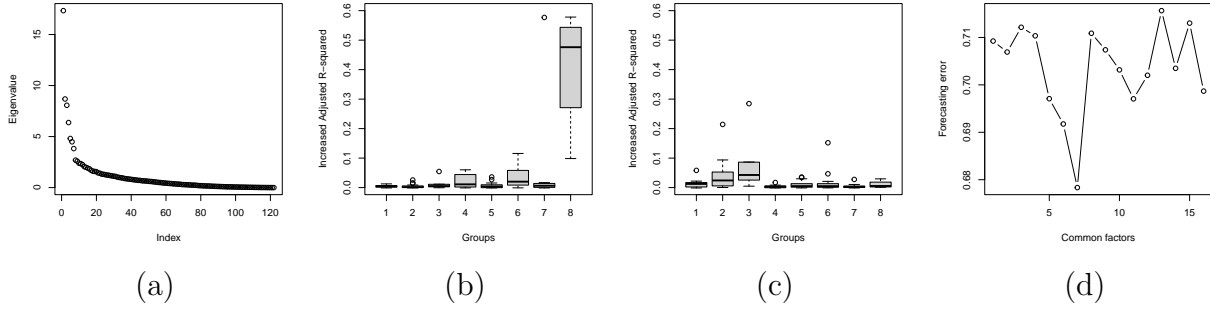 Eigenvalue
15
10
5
0
0 20 40 60 80 100 120
Index
(a)
Increased Adjusted R−squared
0.6
0.5
0.4
0.3
0.2
0.1
0.0
1 2 3 4 5 6 7 8
Groups
(b)
Increased Adjusted R−squared
0.6
0.5
0.4
0.3
0.2
0.1
0.0
1 2 3 4 5 6 7 8
Groups
(c)
Forecasting error
0.71
0.70
0.69
0.68
5 10 15
Common factors
(d)